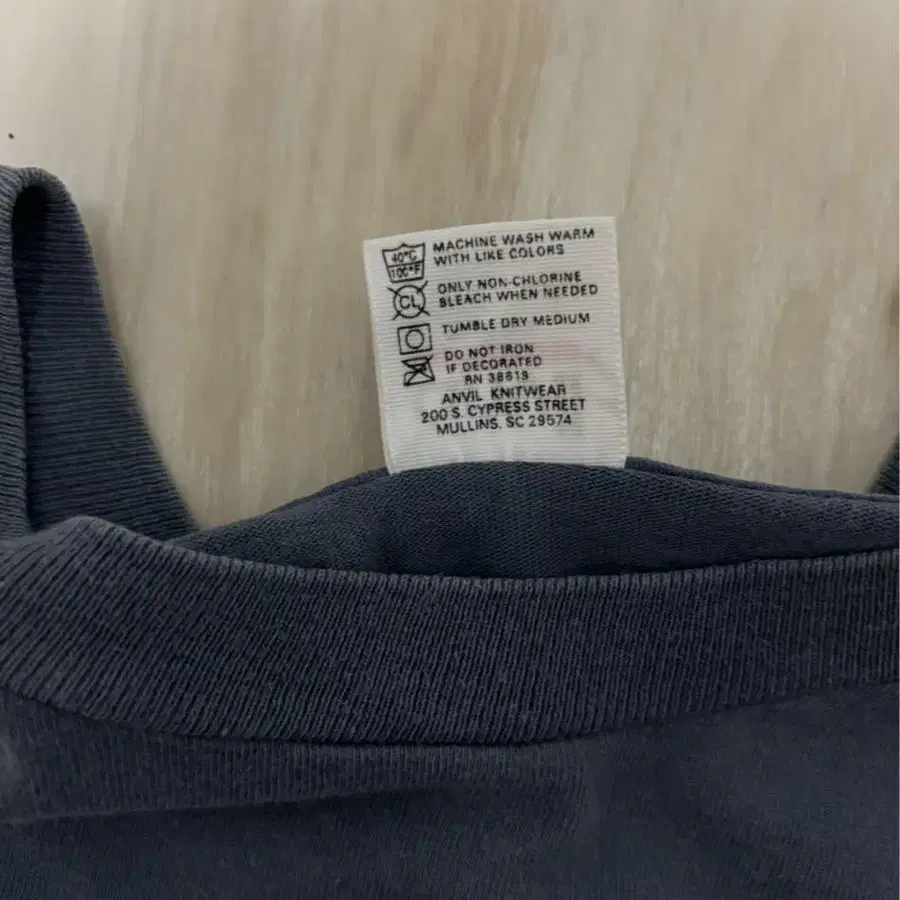 40°C
100°F
MACHINE WASH WARM
WITH LIKE COLORS
CL
ONLY NON-CHLORINE
BLEACH WHEN NEEDED
TUMBLE DRY MEDIUM
DO NOT IRON
IF DECORATED
RN 38619
ANVIL KNITWEAR
200 S. CYPRESS STREET
MULLINS, SC 29574